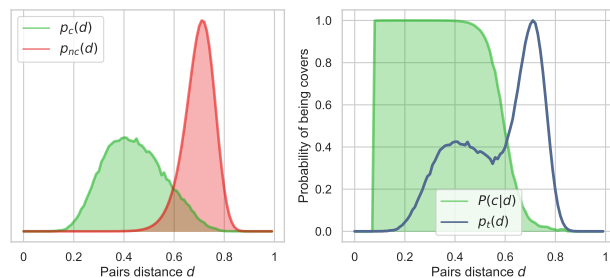 p_c(d)
p_nc(d)
0 0.2 0.4 0.6 0.8 1
Pairs distance d
Probability of being covers
1.0
0.8
0.6
0.4
0.2
0.0
P(c|d)
p_t(d)
0 0.2 0.4 0.6 0.8 1
Pairs distance d